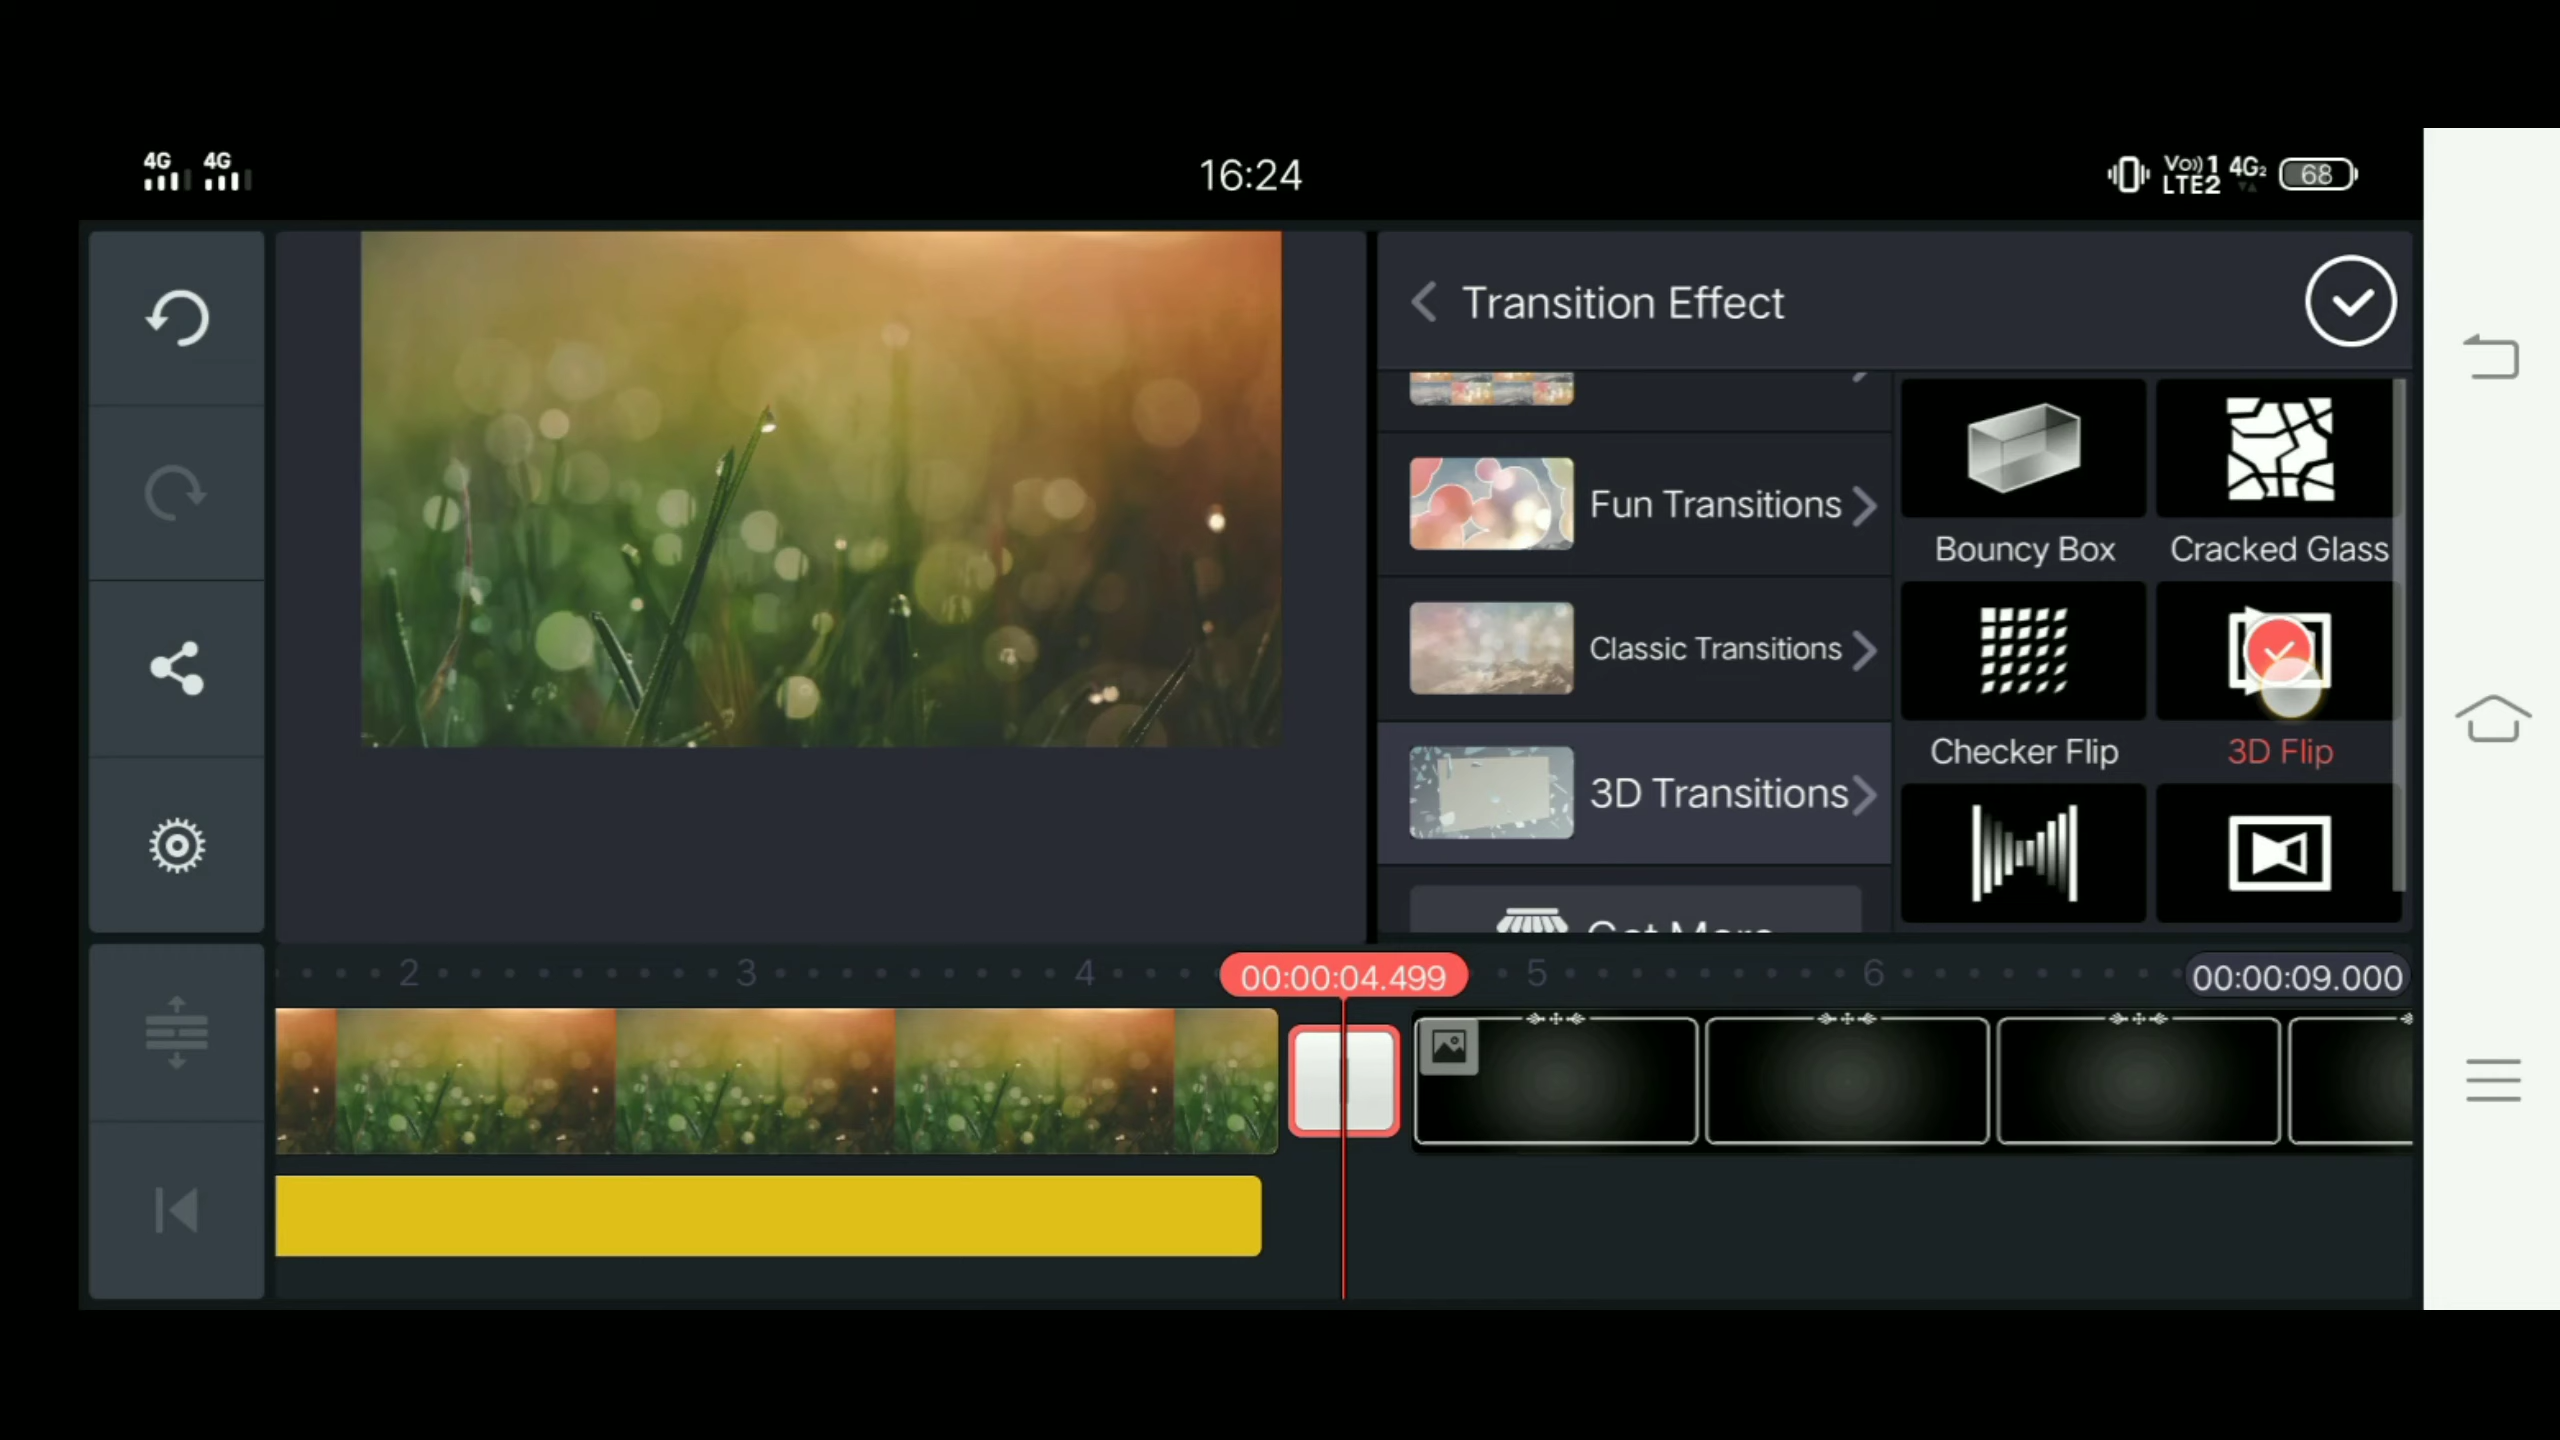 4G 4G
16:24
Vo)) 1 4G2
LTE2
68
Transition Effect
Fun Transitions
Bouncy Box
Cracked Glass
Classic Transitions
Checker Flip
3D Flip
3D Transitions
Get More
2
3
4
00:00:04.499
5
6
00:00:09.000